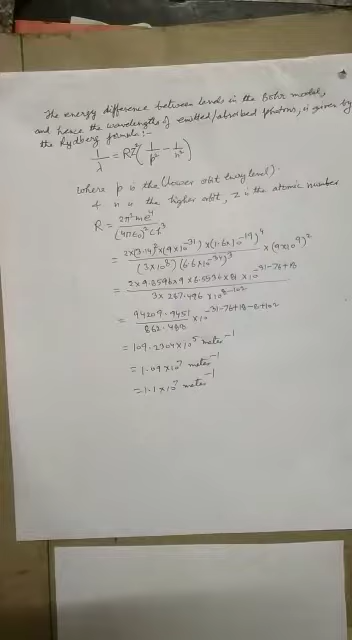 The energy difference between levels in the Bohr model,
and hence the wavelengths of emitted/absorbed photons, is given by
the Rydberg formula:-
1/λ = RZ²(1/p² - 1/n²)
where p is the (lower orbit energy level).
& n is the higher orbit, Z is the atomic number
R = 2π²me⁴/(4πε₀)²ch³
= 2×(3.14)²×(9×10⁻³¹)×(1.6×10⁻¹⁹)⁴/(3×10⁸)(6.6×10⁻³⁴)³ × (9×10⁹)²
= 2×9.8596×9×6.5536×81×10⁻³¹⁻⁷⁶⁺¹⁸/3×287.496×10⁸⁻¹⁰²
= 94209.9451/862.488 ×10⁻³¹⁻⁷⁶⁺¹⁸⁻⁸⁺¹⁰²
= 109.2304×10⁵ meter⁻¹
= 1.09×10⁷ meter⁻¹
= 1.1×10⁷ meter⁻¹